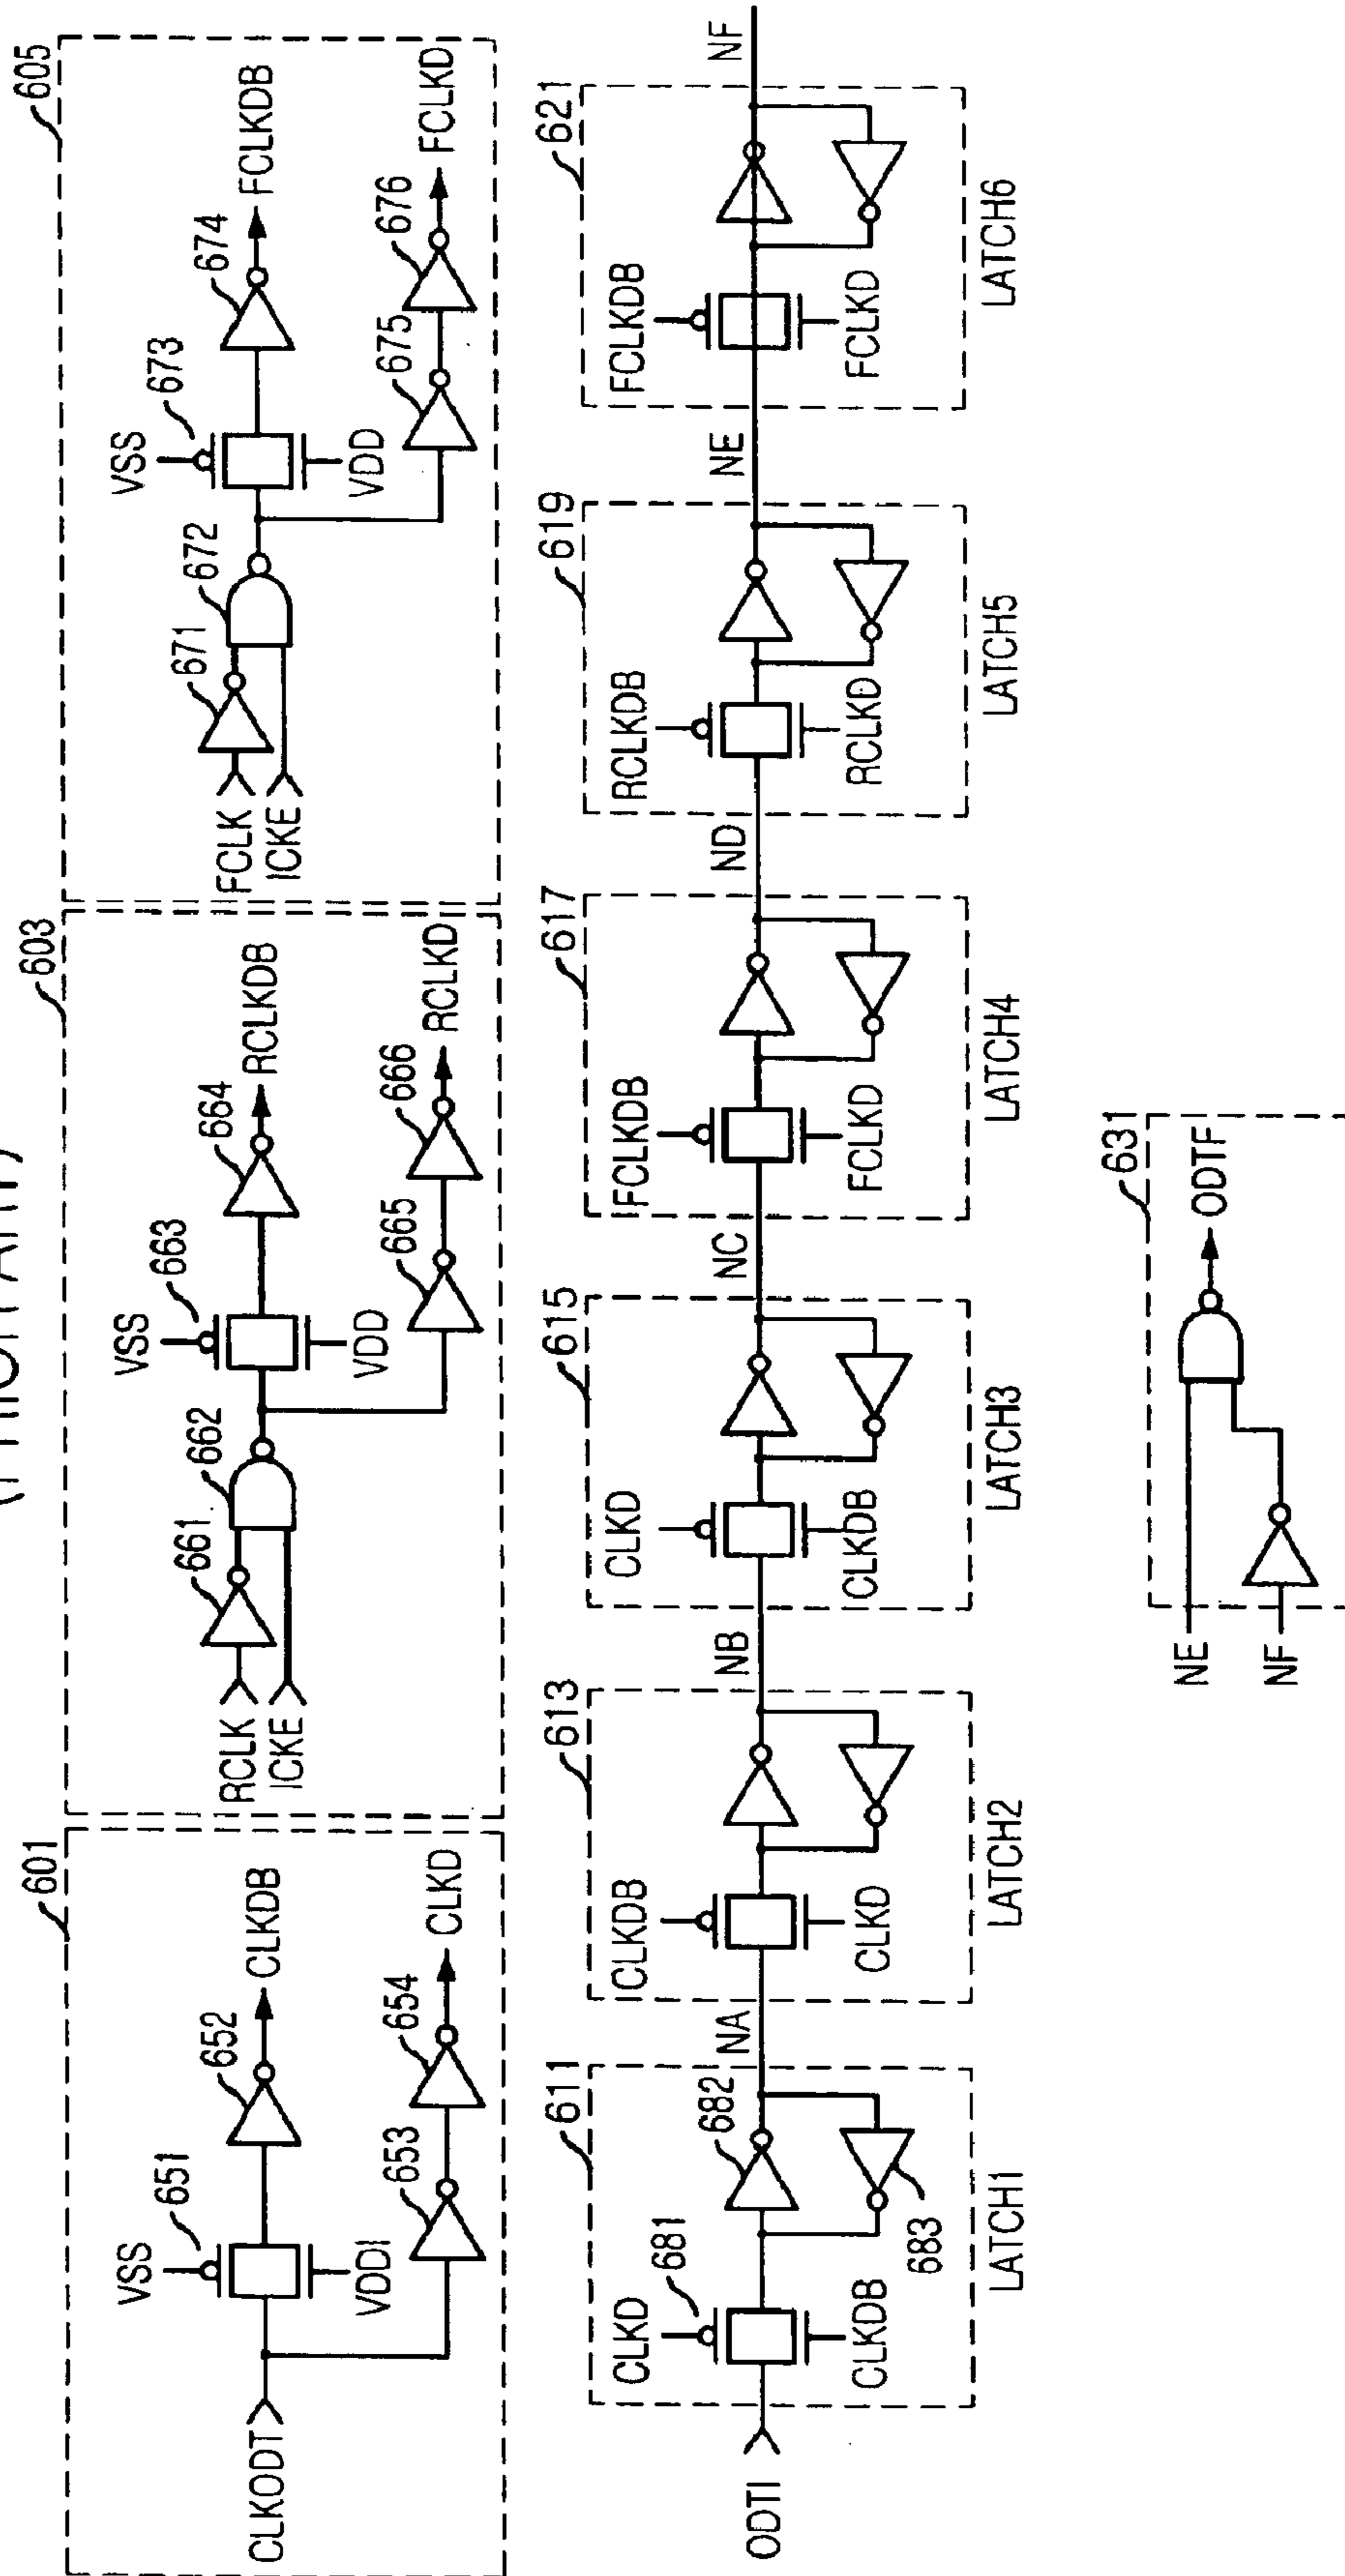 (PRIOR ART)
601
CLKODT
VSS
651
VDDI
652
CLKDB
653
654
CLKD
603
RCLK
ICKE
661
662
VSS
663
VDD
664
RCLKDB
665
666
RCLKD
605
FCLK
ICKE
671
672
VSS
673
VDD
674
FCLKDB
675
676
FCLKD
ODTI
611
CLKD
681
CLKDB
682
683
LATCH1
NA
613
CLKDB
CLKD
LATCH2
NB
615
CLKD
CLKDB
LATCH3
NC
617
FCLKDB
FCLKD
LATCH4
ND
619
RCLKDB
RCLKD
LATCH5
NE
621
FCLKDB
FCLKD
LATCH6
NF
631
NE
NF
ODTF